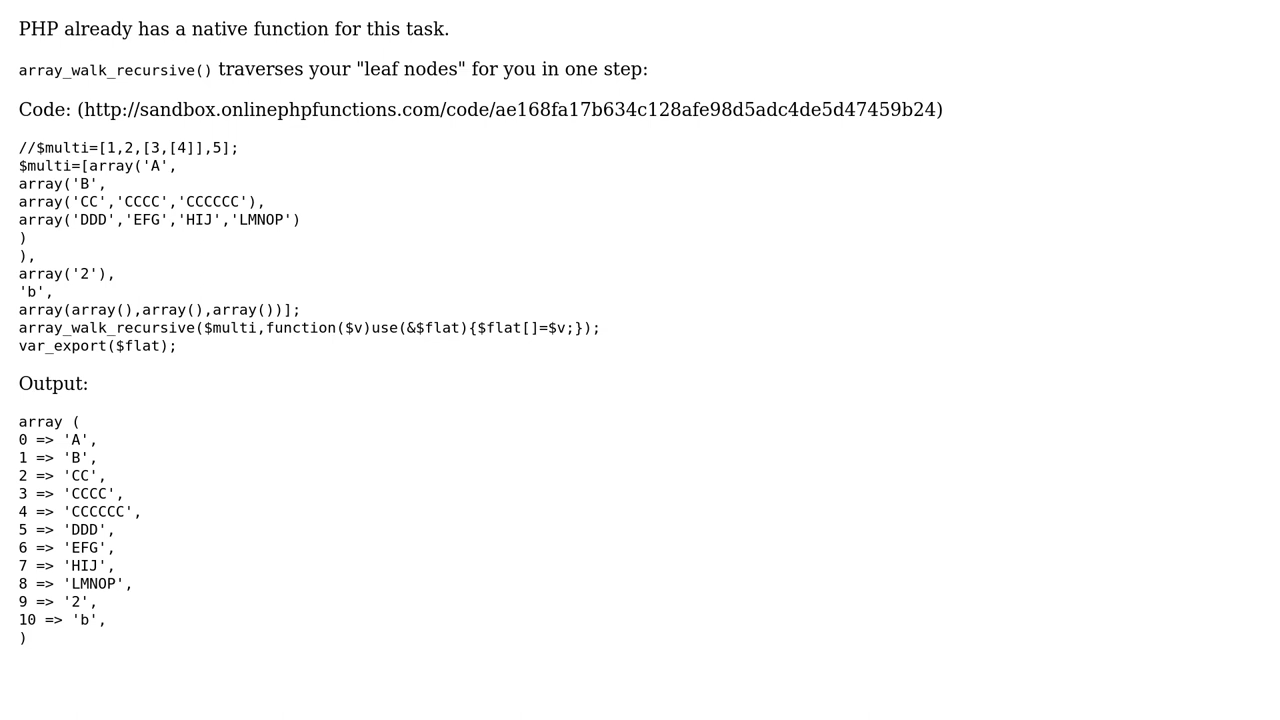 PHP already has a native function for this task.
array_walk_recursive() traverses your "leaf nodes" for you in one step:
Code: (http://sandbox.onlinephpfunctions.com/code/ae168fa17b634c128afe98d5adc4de5d47459b24)
//$multi=[1,2,[3,[4]],5];
$multi=[array('A',
array('B',
array('CC','CCCC','CCCCCC'),
array('DDD','EFG','HIJ','LMNOP')
)
),
array('2'),
'b',
array(array(),array(),array())];
array_walk_recursive($multi,function($v)use(&$flat){$flat[]=$v;});
var_export($flat);
Output:
array (
0 => 'A',
1 => 'B',
2 => 'CC',
3 => 'CCCC',
4 => 'CCCCCC',
5 => 'DDD',
6 => 'EFG',
7 => 'HIJ',
8 => 'LMNOP',
9 => '2',
10 => 'b',
)